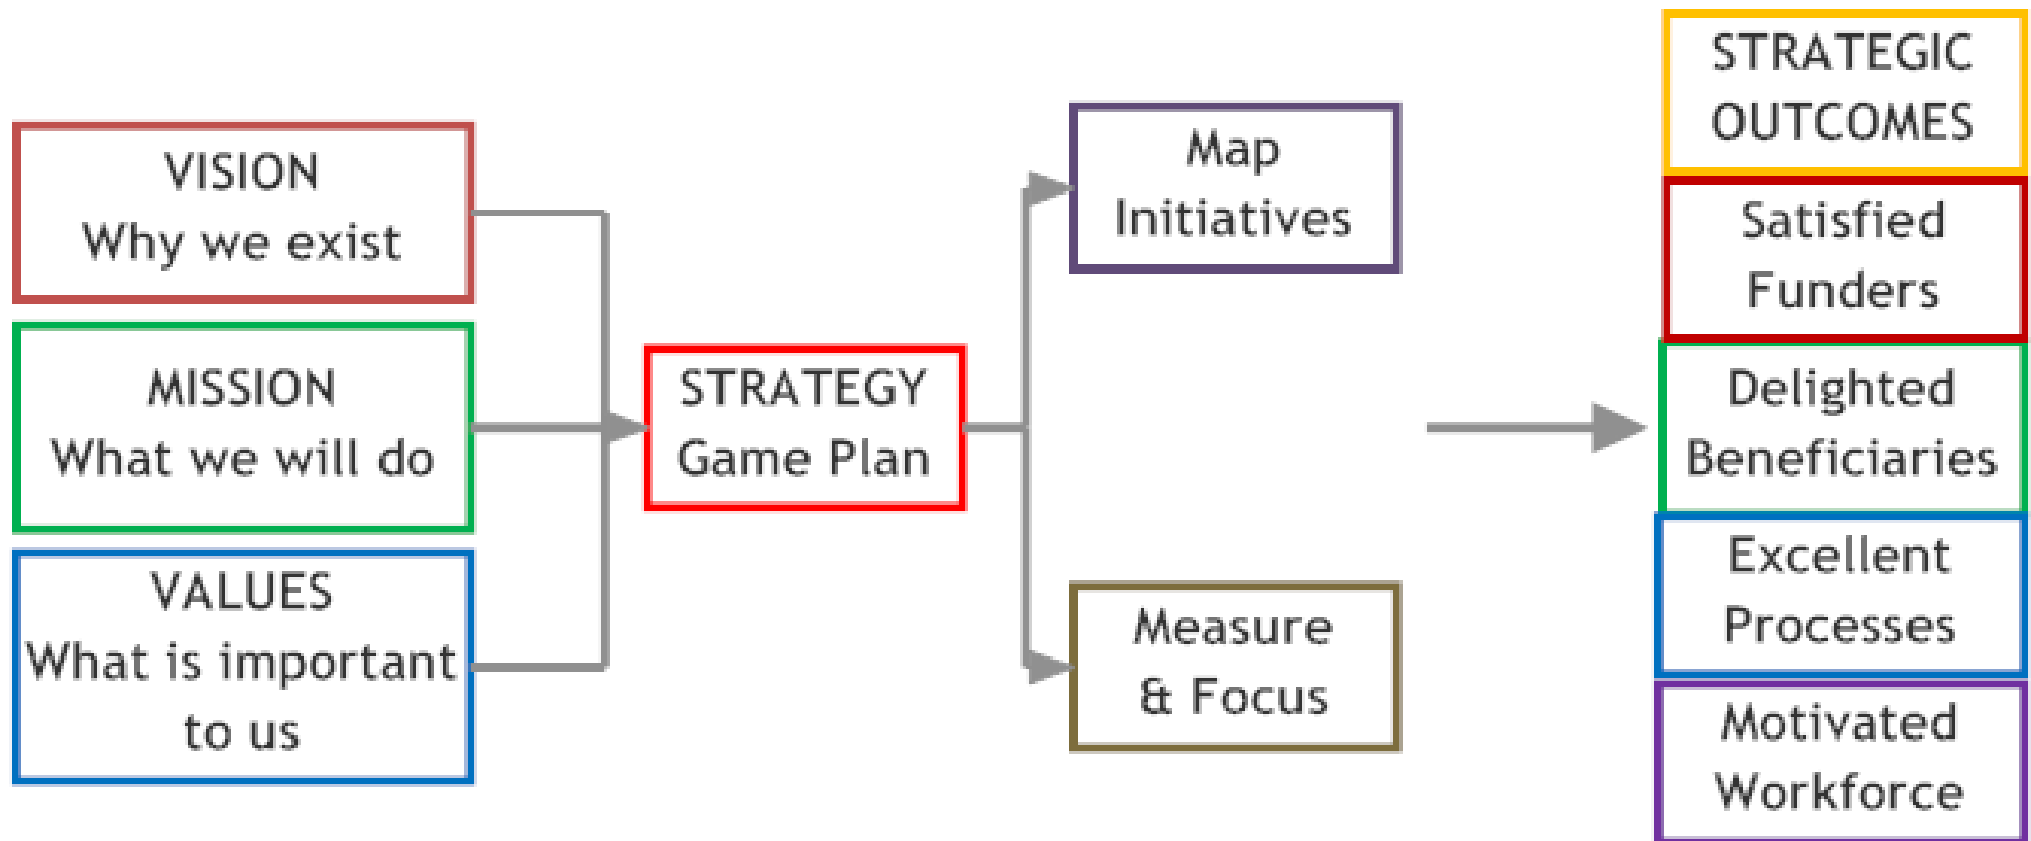 VISION
Why we exist
MISSION
What we will do
VALUES
What is important
to us
STRATEGY
Game Plan
Map
Initiatives
Measure
& Focus
STRATEGIC
OUTCOMES
Satisfied
Funders
Delighted
Beneficiaries
Excellent
Processes
Motivated
Workforce